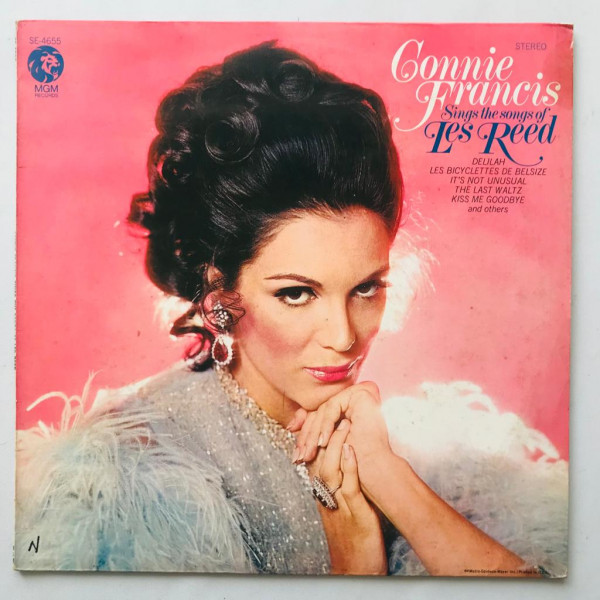 SE-4655
MGM
RECORDS
STEREO
Connie
Francis
Sings the songs of
Les Reed
DELILAH
LES BICYCLETTES DE BELSIZE
IT'S NOT UNUSUAL
THE LAST WALTZ
KISS ME GOODBYE
and others
N